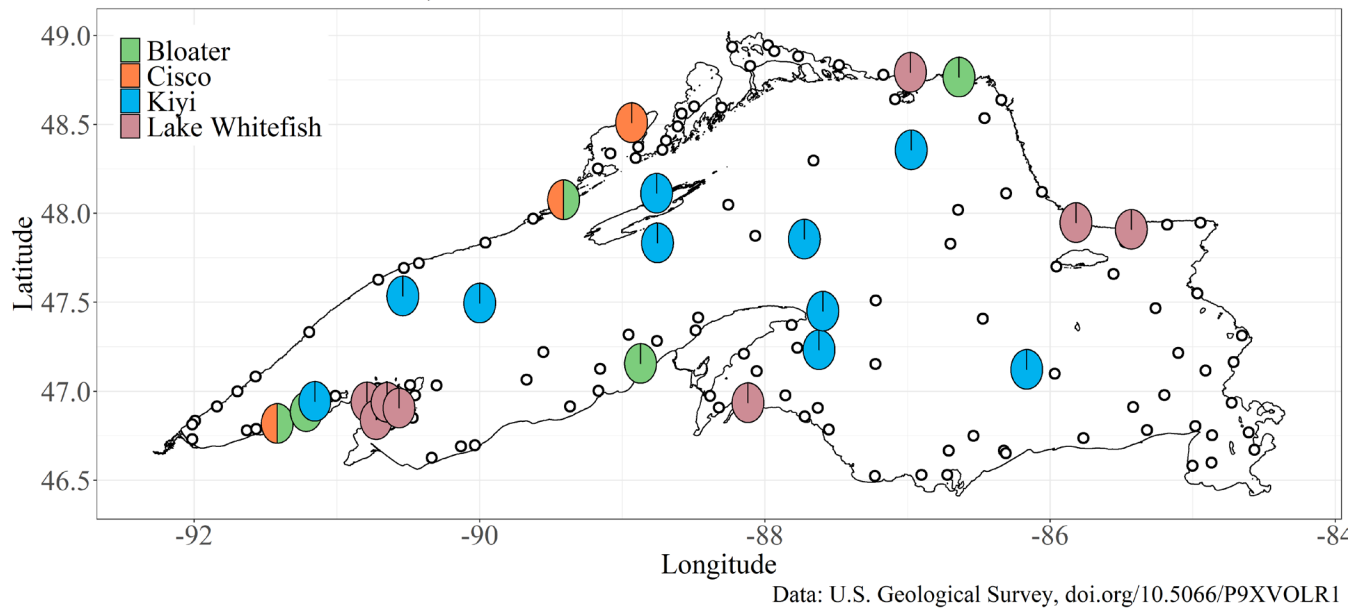 Bloater
Cisco
Kiyi
Lake Whitefish
Latitude
49.0
48.5
48.0
47.5
47.0
46.5
-92
-90
-88
-86
-84
Longitude
Data: U.S. Geological Survey, doi.org/10.5066/P9XVOLR1